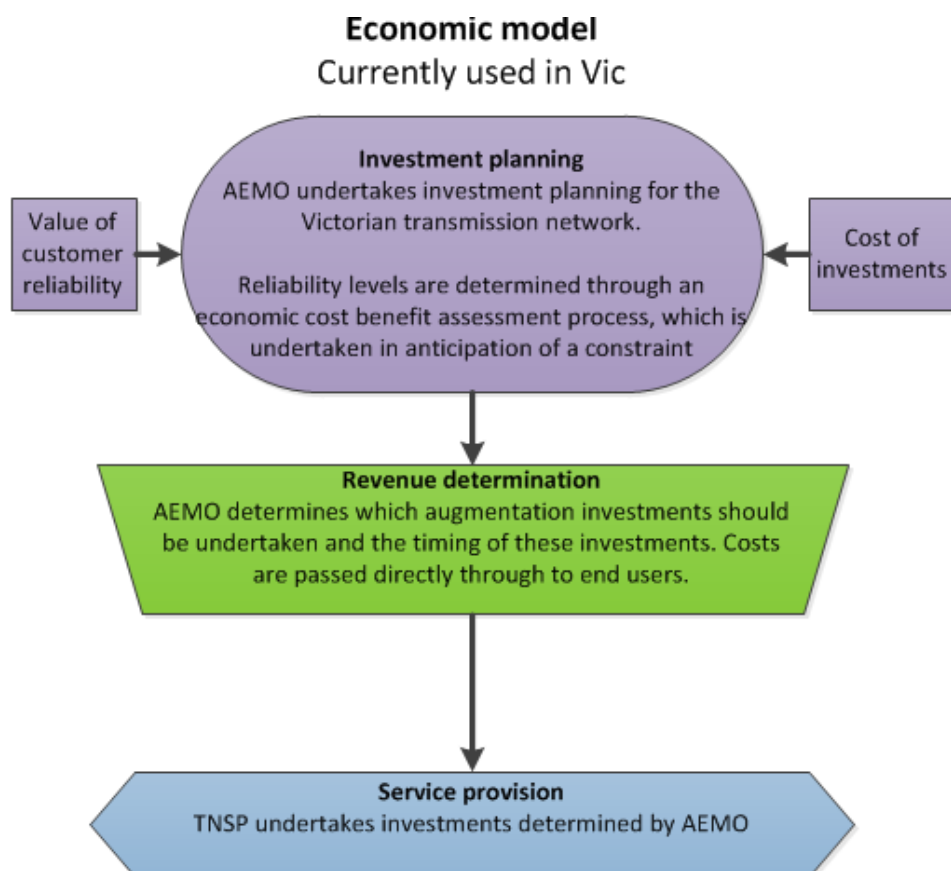 Economic model
Currently used in Vic
Investment planning
AEMO undertakes investment planning for the
Victorian transmission network.
Value of
customer
reliability
Cost of
investments
Reliability levels are determined through an
economic cost benefit assessment process, which is
undertaken in anticipation of a constraint
Revenue determination
AEMO determines which augmentation investments should
be undertaken and the timing of these investments. Costs
are passed directly through to end users.
Service provision
TNSP undertakes investments determined by AEMO